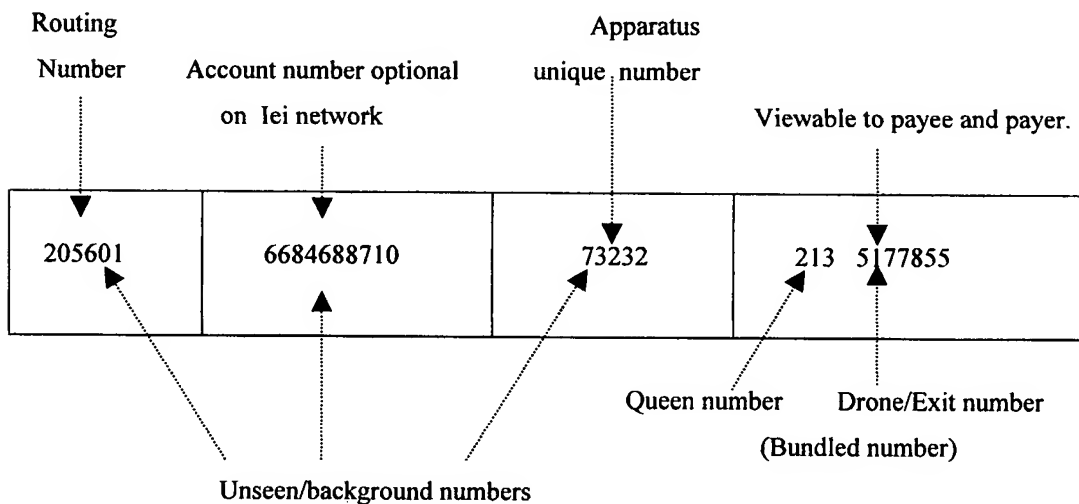 Routing
Number
Account number optional
on Iei network
Apparatus
unique number
Viewable to payee and payer.
205601
6684688710
73232
213 5177855
Queen number
Drone/Exit number
(Bundled number)
Unseen/background numbers